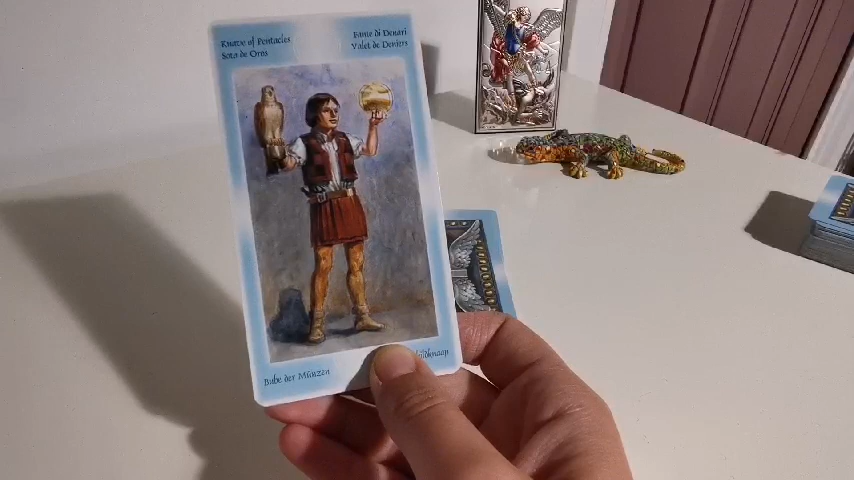 Knave of Pentacles
Sota de Oros
Fante di Denari
Valet de Deniers
Bube der Münzen